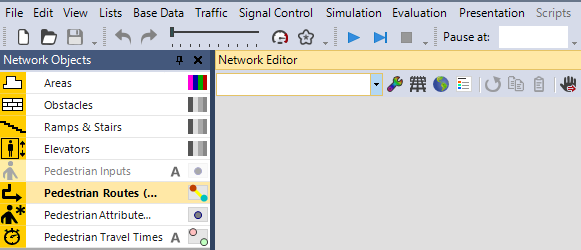 File Edit View Lists Base Data Traffic Signal Control Simulation Evaluation Presentation Scripts
Pause at:
Network Objects
Network Editor
Areas
Obstacles
Ramps & Stairs
Elevators
Pedestrian Inputs A
Pedestrian Routes (...
Pedestrian Attribute...
Pedestrian Travel Times A